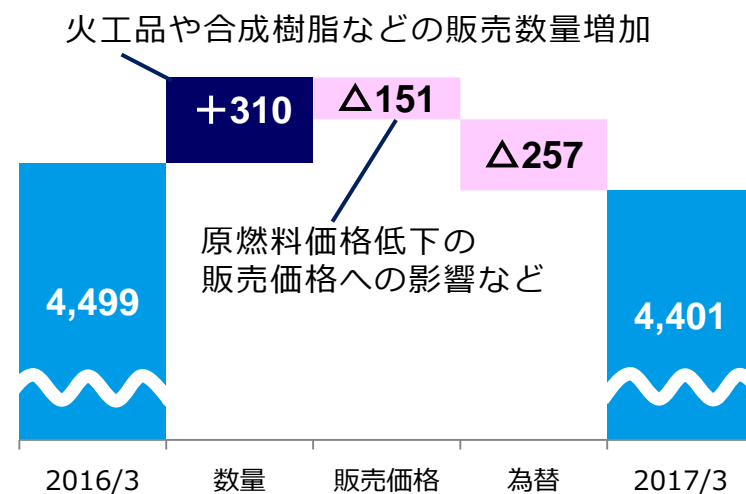 火工品や合成樹脂などの販売数量増加
＋310
△151
△257
原燃料価格低下の
販売価格への影響など
4,499
4,401
2016/3
数量
販売価格
為替
2017/3